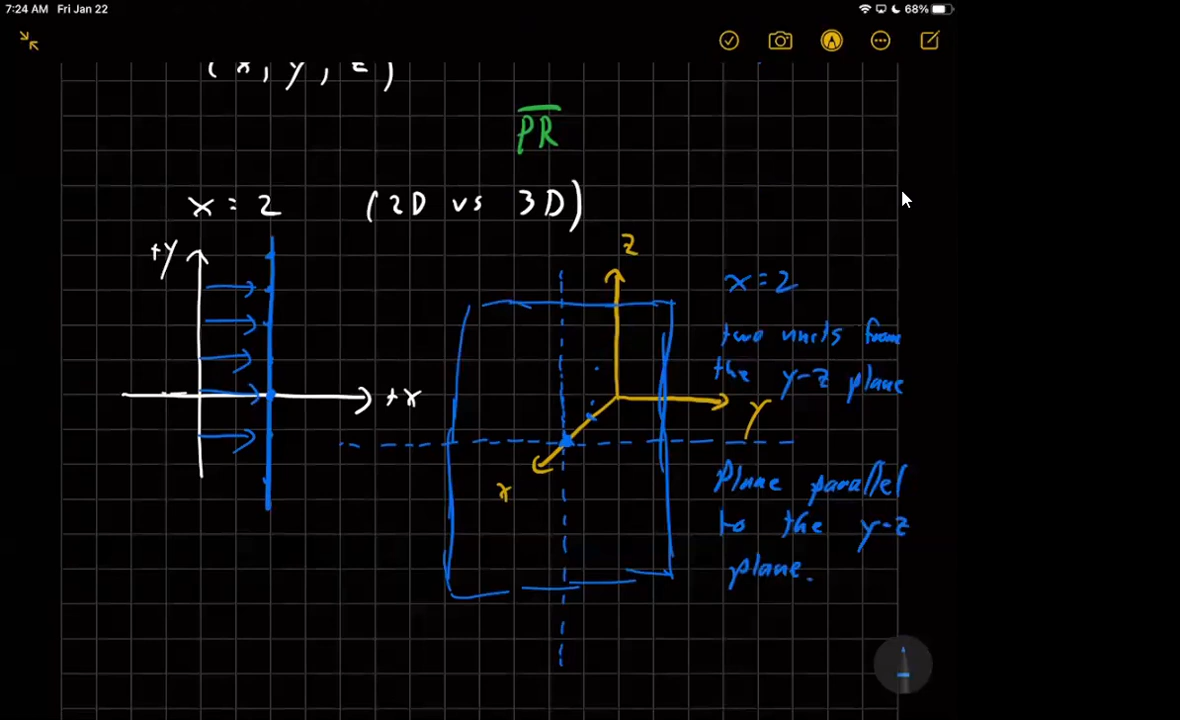 7:24 AM Fri Jan 22
68%
(x, y, z)
PR
x = 2 (2D vs 3D)
+y
+x
z
y
x
x = 2
two units from
the y-z plane
Plane parallel
to the y-z
plane.